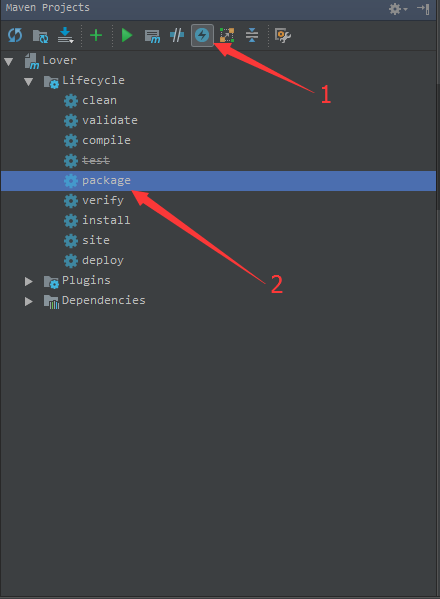 Maven Projects
1
Lover
Lifecycle
clean
validate
compile
test
package
verify
install
2
site
deploy
Plugins
Dependencies